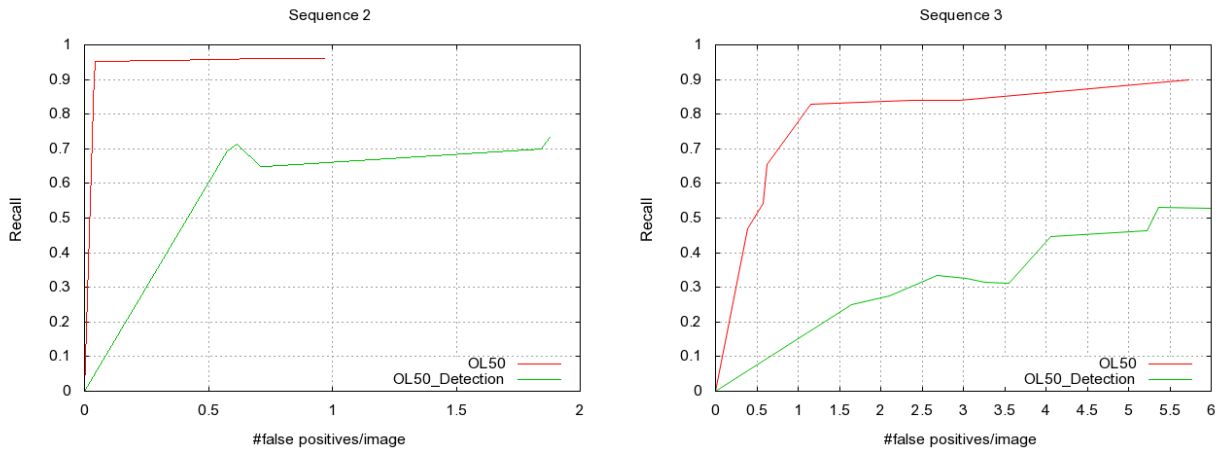 Sequence 2
1
0.9
0.8
0.7
0.6
0.5
0.4
0.3
0.2
0.1
0
Recall
OL50
OL50_Detection
0 0.5 1 1.5 2
#false positives/image
Sequence 3
1
0.9
0.8
0.7
0.6
0.5
0.4
0.3
0.2
0.1
0
Recall
OL50
OL50_Detection
0 0.5 1 1.5 2 2.5 3 3.5 4 4.5 5 5.5 6
#false positives/image